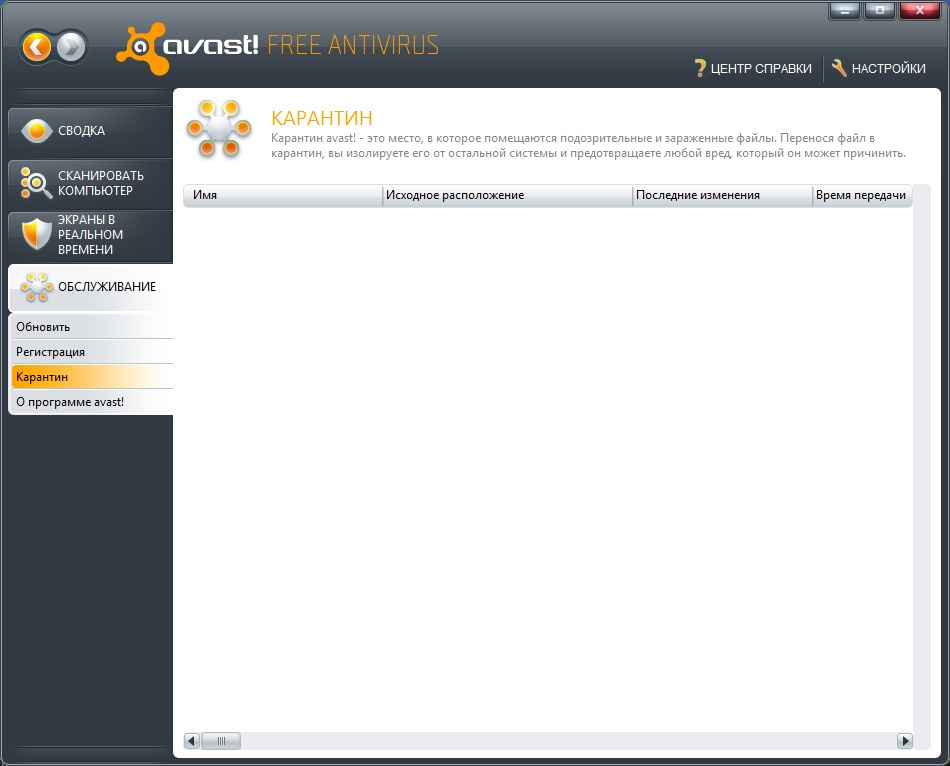 avast! FREE ANTIVIRUS
ЦЕНТР СПРАВКИ
НАСТРОЙКИ
СВОДКА
СКАНИРОВАТЬ
КОМПЬЮТЕР
ЭКРАНЫ В
РЕАЛЬНОМ
ВРЕМЕНИ
ОБСЛУЖИВАНИЕ
Обновить
Регистрация
Карантин
О программе avast!
КАРАНТИН
Карантин avast! - это место, в которое помещаются подозрительные и зараженные файлы. Перенося файл в
карантин, вы изолируете его от остальной системы и предотвращаете любой вред, который он может причинить.
Имя
Исходное расположение
Последние изменения
Время передачи